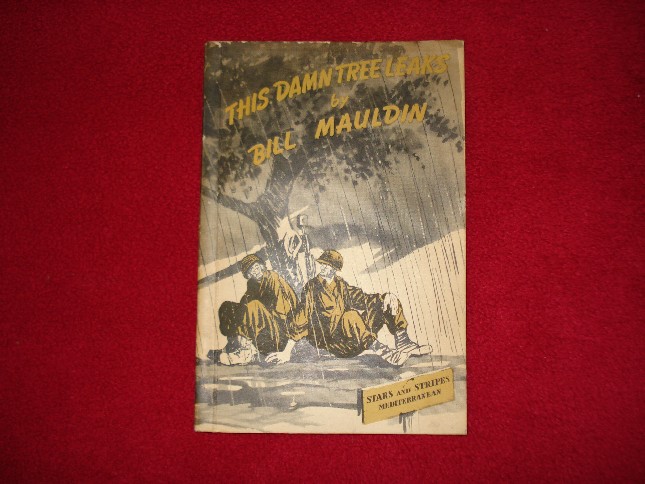 THIS DAMN TREE LEAKS
by
BILL MAULDIN
STARS AND STRIPES
MEDITERRANEAN